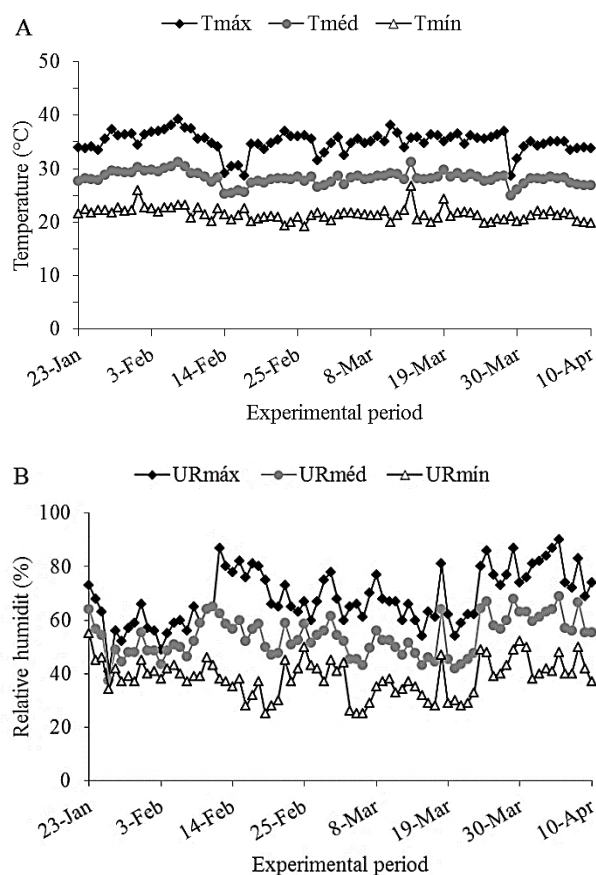 A
Tmáx Tméd Tmín
50
40
30
20
10
0
Temperature (°C)
23-Jan 3-Feb 14-Feb 25-Feb 8-Mar 19-Mar 30-Mar 10-Apr
Experimental period
B
URmáx URméd URmín
100
80
60
40
20
0
Relative humidit (%)
23-Jan 3-Feb 14-Feb 25-Feb 8-Mar 19-Mar 30-Mar 10-Apr
Experimental period